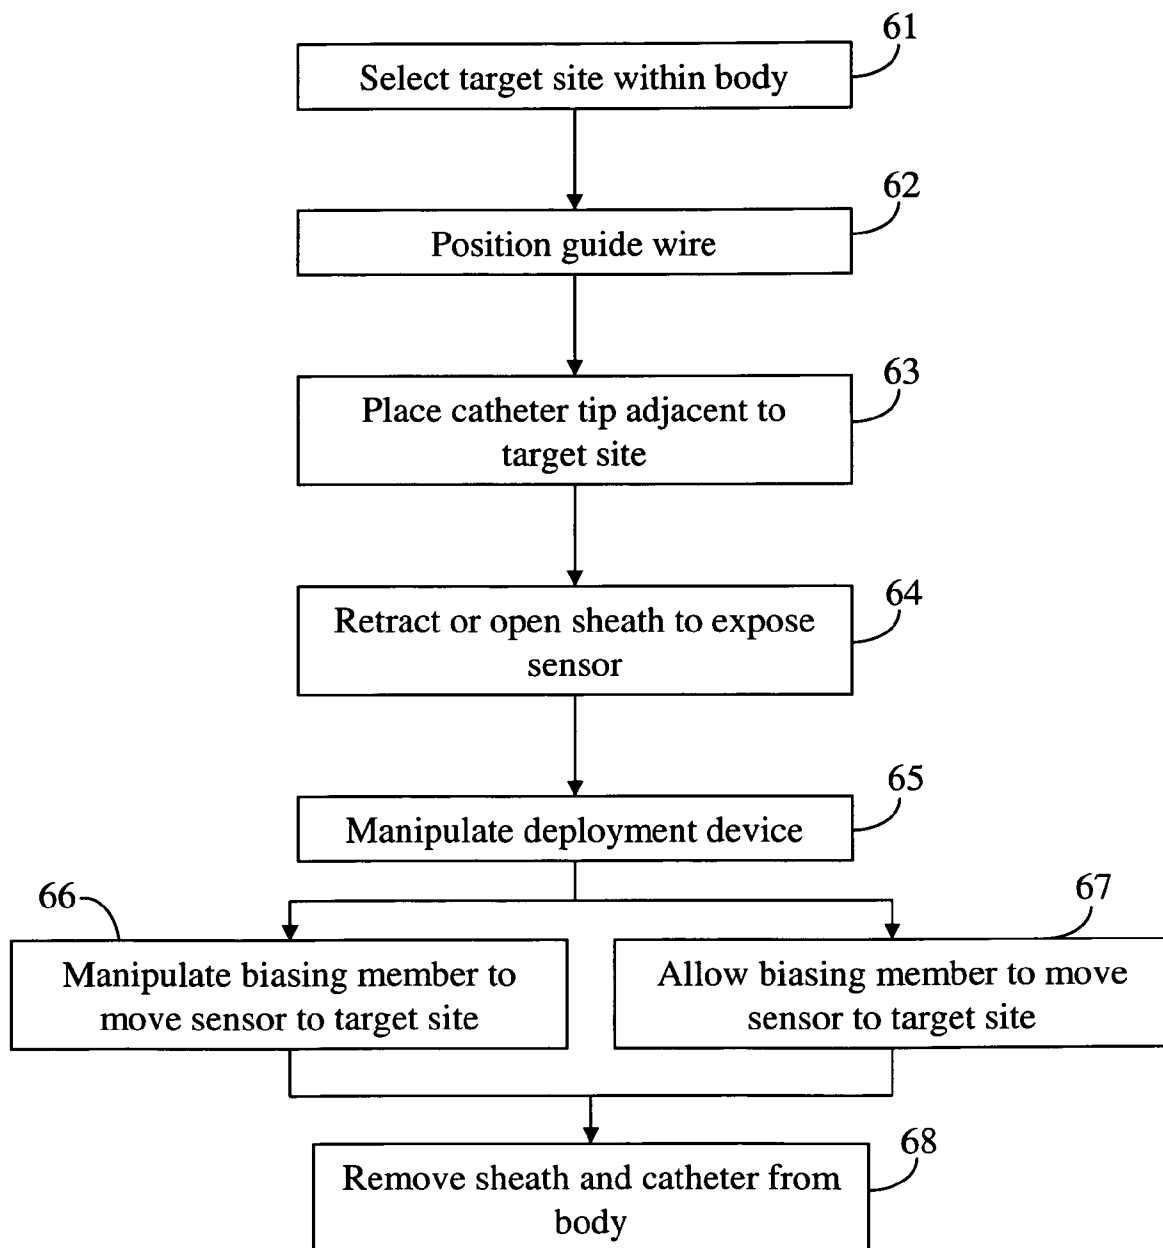 61
Select target site within body
62
Position guide wire
63
Place catheter tip adjacent to
target site
64
Retract or open sheath to expose
sensor
65
Manipulate deployment device
66
Manipulate biasing member to
move sensor to target site
67
Allow biasing member to move
sensor to target site
68
Remove sheath and catheter from
body